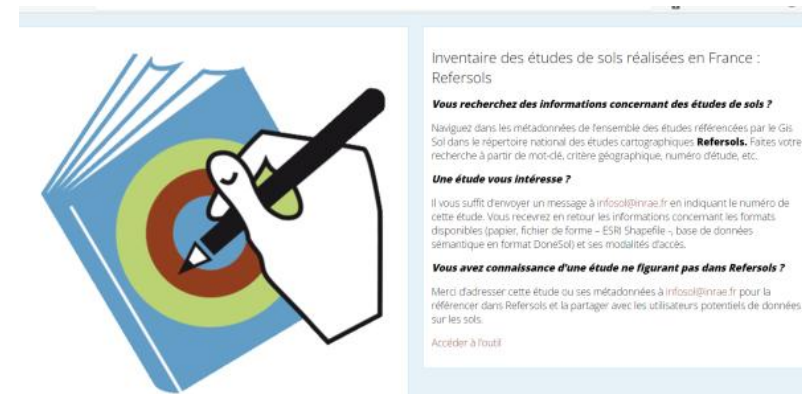 Inventaire des études de sols réalisées en France :
Refersols
Vous recherchez des informations concernant des études de sols ?
Naviguez dans les métadonnées de l'ensemble des études référencées par le Gis
Sol dans le répertoire national des études cartographiques Refersols. Faites votre
recherche à partir de mot-clé, critère géographique, numéro d'étude, etc.
Une étude vous intéresse ?
Il vous suffit d'envoyer un message à infosol@inrae.fr en indiquant le numéro de
cette étude. Vous recevrez en retour les informations concernant les formats
disponibles (papier, fichier de forme – ESRI Shapefile -, base de données
sémantique en format DoneSol) et ses modalités d'accès.
Vous avez connaissance d'une étude ne figurant pas dans Refersols ?
Merci d'adresser cette étude ou ses métadonnées à infosol@inrae.fr pour la
référencer dans Refersols et la partager avec les utilisateurs potentiels de données
sur les sols.
Accéder à l'outil